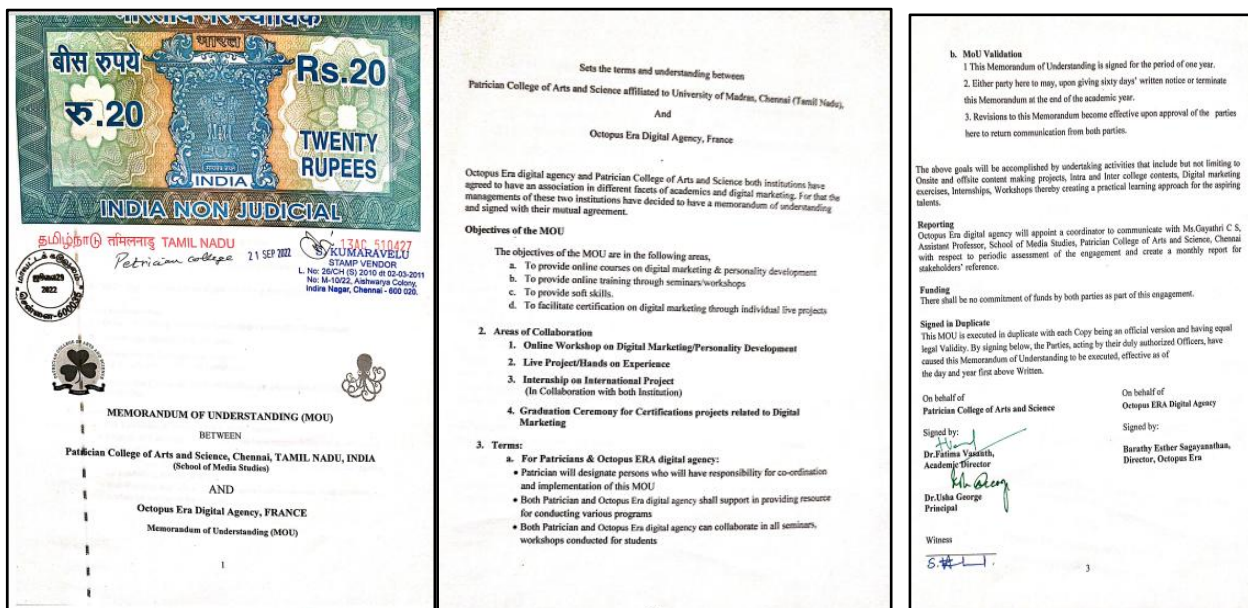 भारतीय गैर न्यायिक
भारत
बीस रुपये
रु.20
Rs.20
TWENTY
RUPEES
INDIA
INDIA NON JUDICIAL
தமிழ்நாடு तमिलनाडु TAMIL NADU
Petrician college
21 SEP 2022
13AC 510427
S. KUMARAVELU
STAMP VENDOR
L. No: 26/CH (S) 2010 dt 02-03-2011
No: M-10/22, Aishwarya Colony,
Indira Nagar, Chennai - 600 020.
2022
MEMORANDUM OF UNDERSTANDING (MOU)
BETWEEN
Patrician College of Arts and Science, Chennai, TAMIL NADU, INDIA
(School of Media Studies)
AND
Octopus Era Digital Agency, FRANCE
Memorandum of Understanding (MOU)
1
Sets the terms and understanding between
Patrician College of Arts and Science affiliated to University of Madras, Chennai (Tamil Nadu),
And
Octopus Era Digital Agency, France
Octopus Era digital agency and Patrician College of Arts and Science both institutions have
agreed to have an association in different facets of academics and digital marketing. For that the
managements of these two institutions have decided to have a memorandum of understanding
and signed with their mutual agreement.
Objectives of the MOU
The objectives of the MOU are in the following areas,
a. To provide online courses on digital marketing & personality development
b. To provide online training through seminars/workshops
c. To provide soft skills.
d. To facilitate certification on digital marketing through individual live projects
2. Areas of Collaboration
1. Online Workshop on Digital Marketing/Personality Development
2. Live Project/Hands on Experience
3. Internship on International Project
(In Collaboration with both Institution)
4. Graduation Ceremony for Certifications projects related to Digital
Marketing
3. Terms:
a. For Patricians & Octopus ERA digital agency:
• Patrician will designate persons who will have responsibility for co-ordination
and implementation of this MOU
• Both Patrician and Octopus Era digital agency shall support in providing resource
for conducting various programs
• Both Patrician and Octopus Era digital agency can collaborate in all seminars,
workshops conducted for students
b. MoU Validation
1 This Memorandum of Understanding is signed for the period of one year.
2. Either party here to may, upon giving sixty days' written notice or terminate
this Memorandum at the end of the academic year.
3. Revisions to this Memorandum become effective upon approval of the parties
here to return communication from both parties.
The above goals will be accomplished by undertaking activities that include but not limiting to
Onsite and offsite content making projects, Intra and Inter college contests, Digital marketing
exercises, Internships, Workshops thereby creating a practical learning approach for the aspiring
talents.
Reporting
Octopus Era digital agency will appoint a coordinator to communicate with Ms.Gayathri C S,
Assistant Professor, School of Media Studies, Patrician College of Arts and Science, Chennai
with respect to periodic assessment of the engagement and create a monthly report for
stakeholders' reference.
Funding
There shall be no commitment of funds by both parties as part of this engagement.
Signed in Duplicate
This MOU is executed in duplicate with each Copy being an official version and having equal
legal Validity. By signing below, the Parties, acting by their duly authorized Officers, have
caused this Memorandum of Understanding to be executed, effective as of
the day and year first above Written.
On behalf of
Patrician College of Arts and Science
Signed by:
Dr.Fatima Vasanth,
Academic Director
Dr.Usha George
Principal
Witness
On behalf of
Octopus ERA Digital Agency
Signed by:
Barathy Esther Sagayanathan,
Director, Octopus Era
3